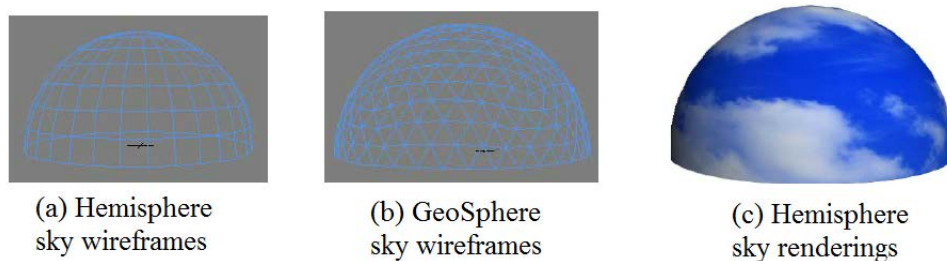 (a) Hemisphere
sky wireframes
(b) GeoSphere
sky wireframes
(c) Hemisphere
sky renderings